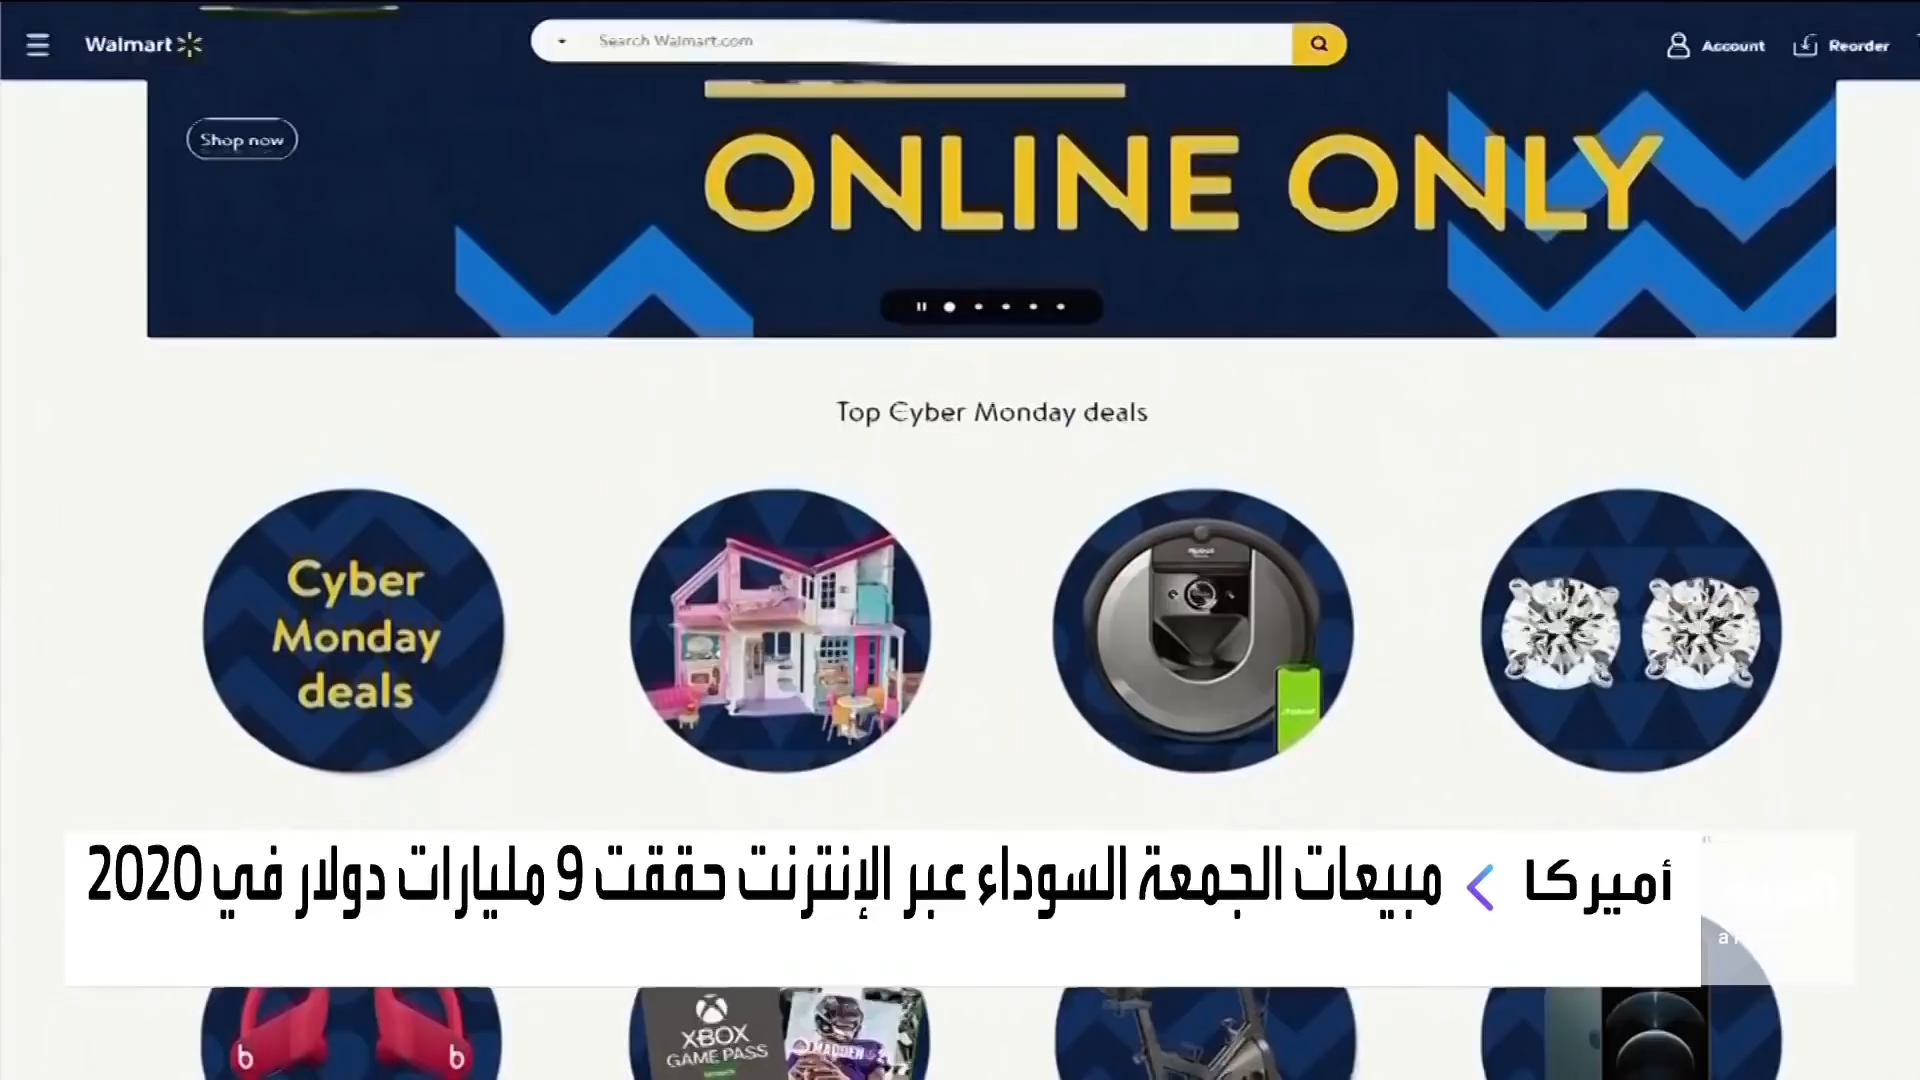 Walmart
Search Walmart.com
Account
Reorder
Shop now
ONLINE ONLY
Top Cyber Monday deals
Cyber
Monday
deals
أميركا
مبيعات الجمعة السوداء عبر الإنترنت حققت 9 مليارات دولار في 2020
b b
XBOX
GAME PASS
MADDEN